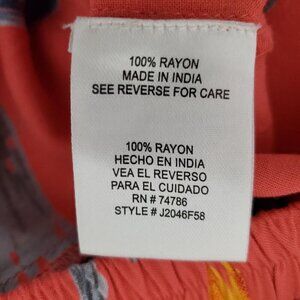 100% RAYON
MADE IN INDIA
SEE REVERSE FOR CARE
100% RAYON
HECHO EN INDIA
VEA EL REVERSO
PARA EL CUIDADO
RN # 74786
STYLE # J2046F58